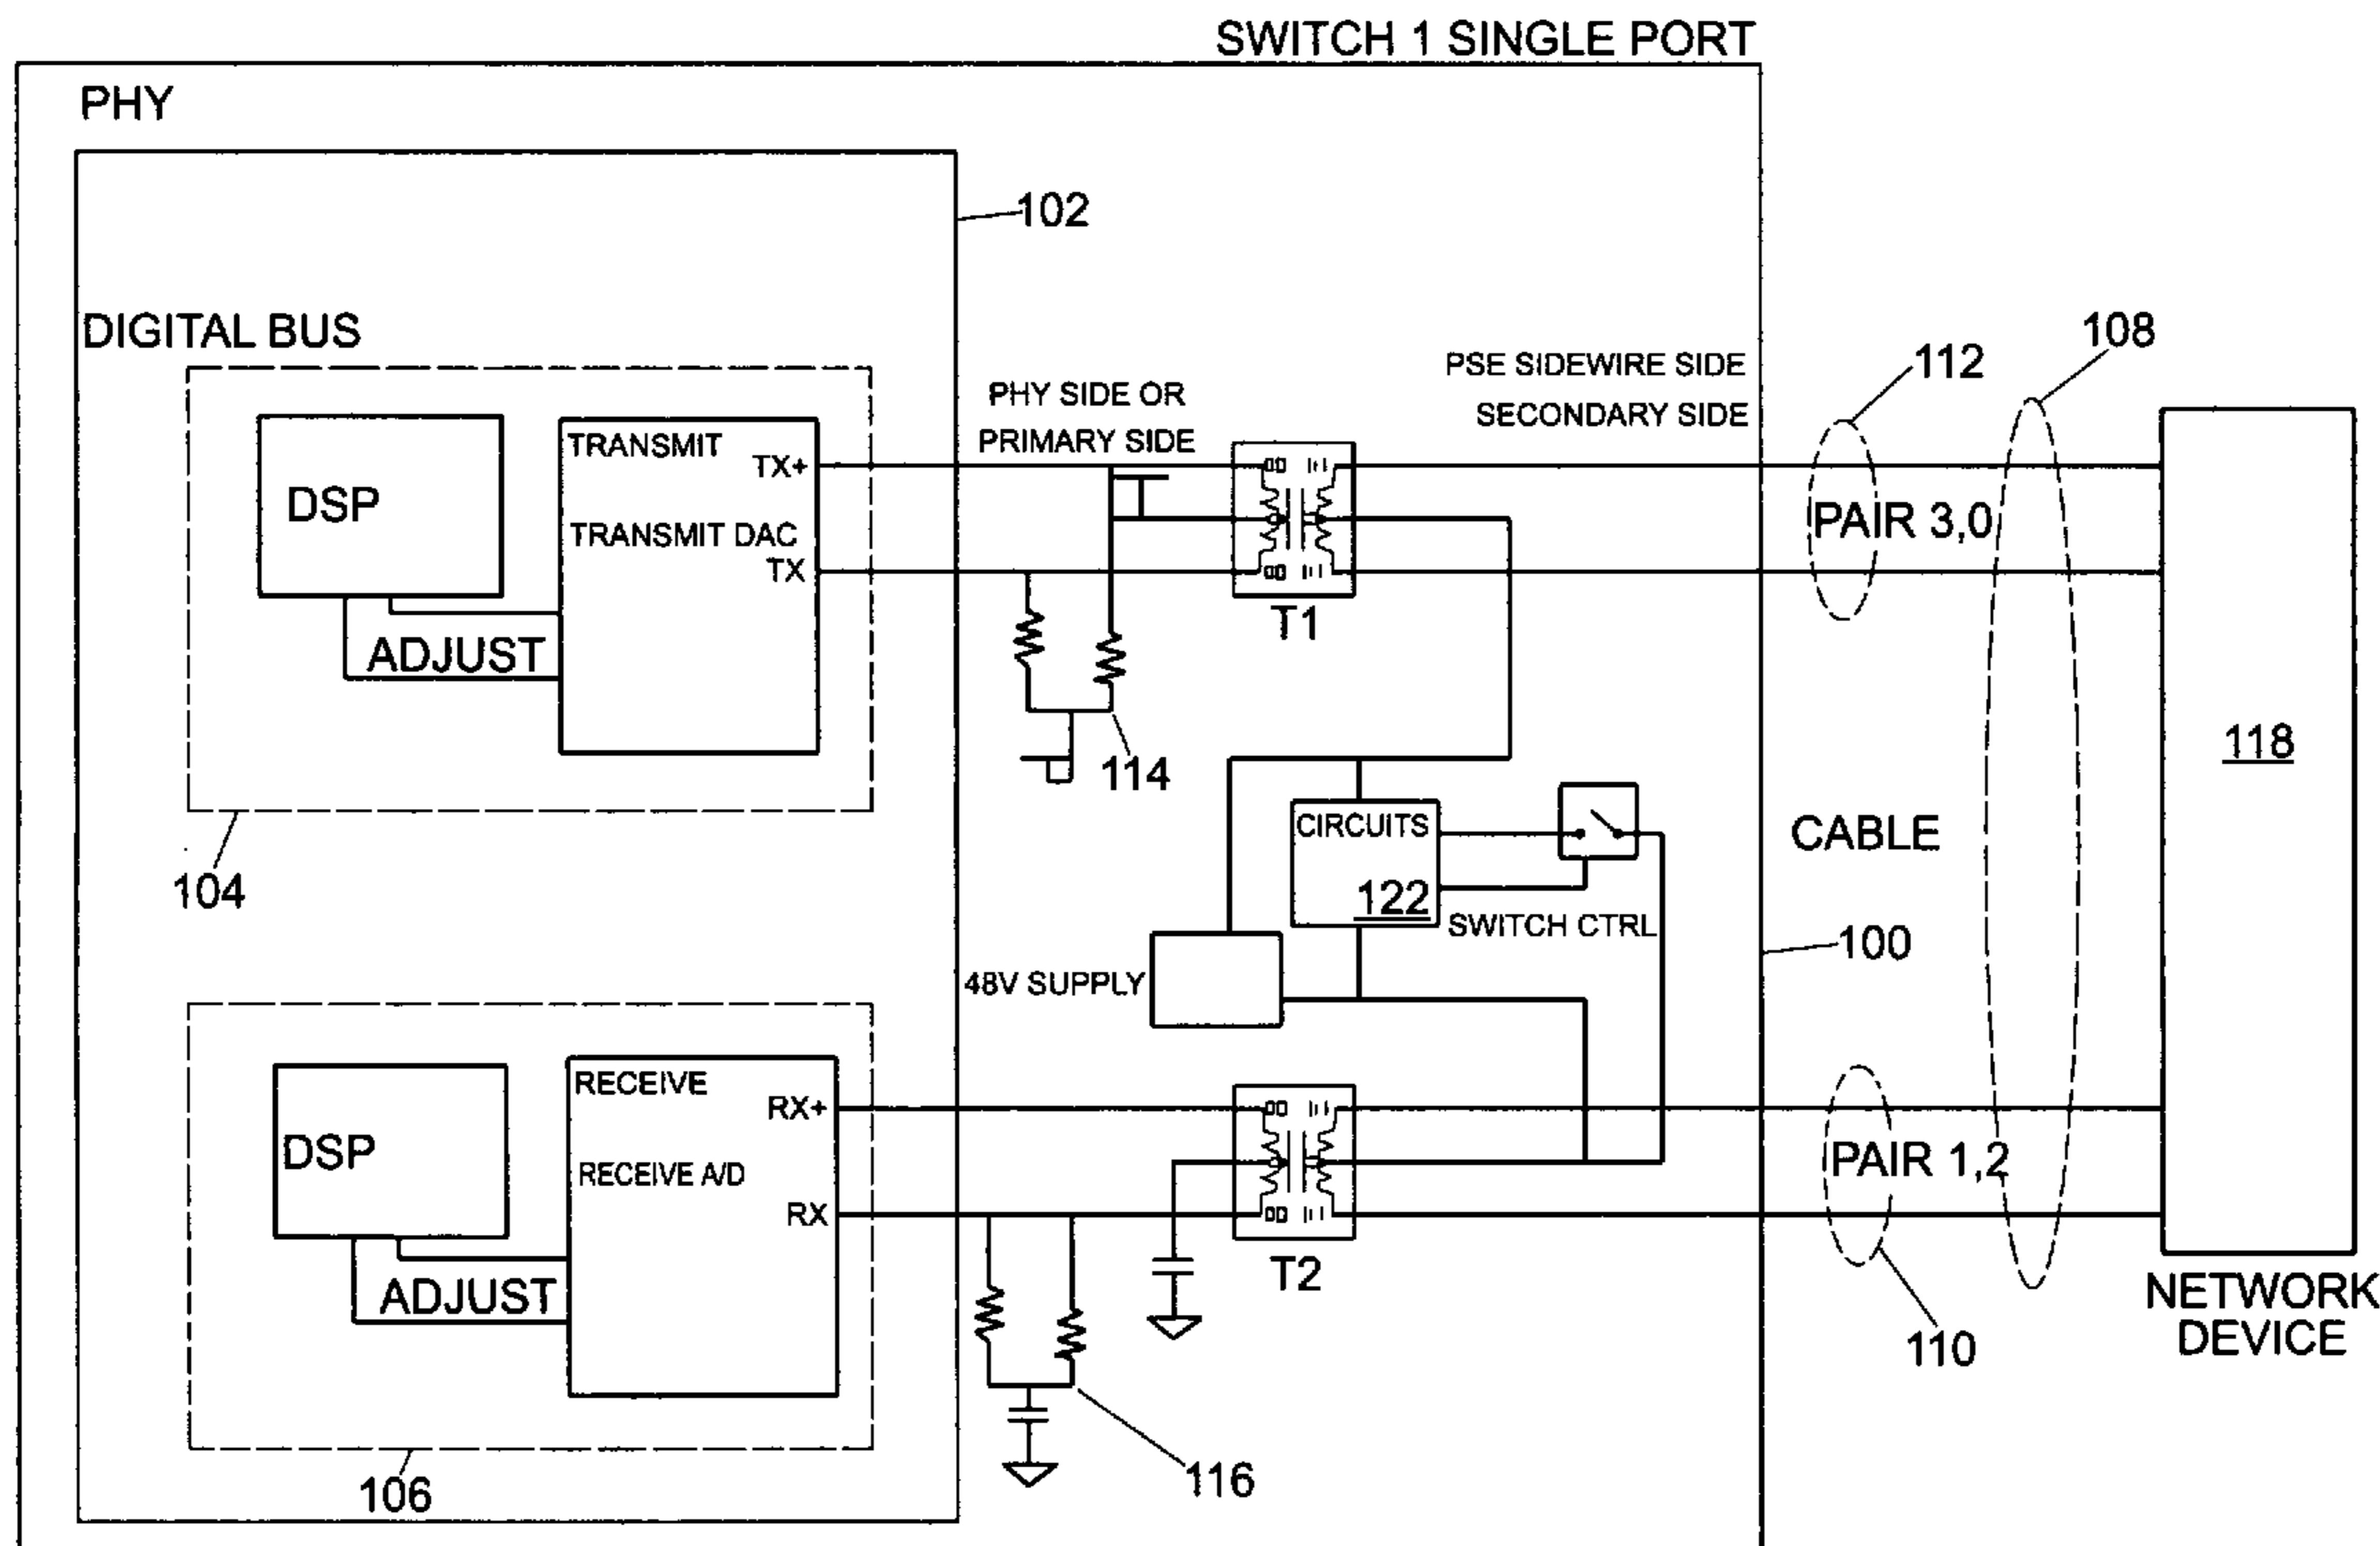 SWITCH 1 SINGLE PORT
PHY
102
DIGITAL BUS
108
112
PSE SIDEWIRE SIDE
SECONDARY SIDE
PHY SIDE OR
PRIMARY SIDE
TRANSMIT
TX+
DSP
TRANSMIT DAC
TX
PAIR 3,0
T1
ADJUST
114
118
CIRCUITS
122
CABLE
104
SWITCH CTRL
100
48V SUPPLY
RECEIVE
RX+
DSP
RECEIVE A/D
PAIR 1,2
RX
T2
ADJUST
NETWORK
DEVICE
110
116
106